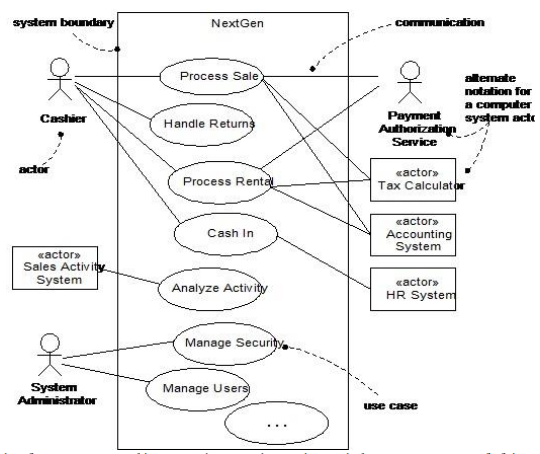 system boundary
NextGen
communication
Process Sale
alternate
notation for
a computer
system actor
Cashier
Handle Returns
Payment
Authorization
Service
actor
Process Rental
«actor»
Tax Calculator
Cash In
«actor»
Accounting
System
«actor»
Sales Activity
System
Analyze Activity
«actor»
HR System
Manage Security
System
Administrator
Manage Users
use case
...